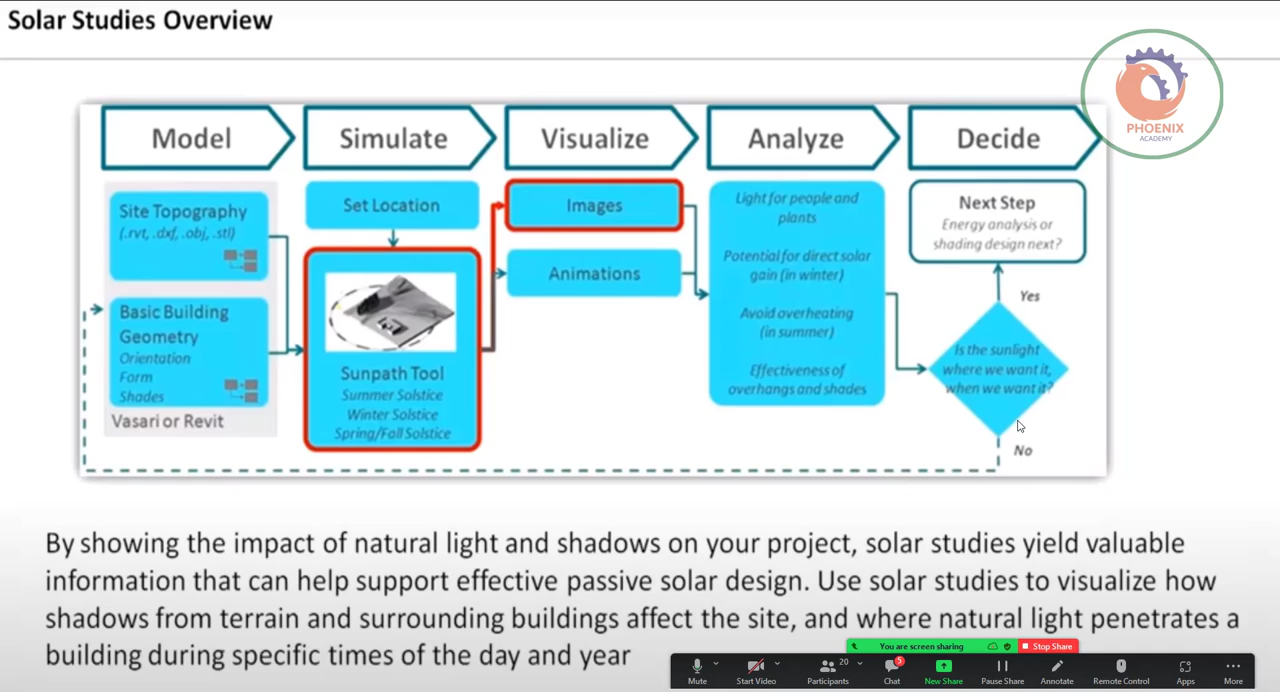 Solar Studies Overview
PHOENIX
ACADEMY
Model
Simulate
Visualize
Analyze
Decide
Site Topography
(.rvt, .dxf, .obj, .stl)
Basic Building
Geometry
Orientation
Form
Shades
Vasari or Revit
Set Location
Sunpath Tool
Summer Solstice
Winter Solstice
Spring/Fall Solstice
Images
Animations
Light for people and
plants
Potential for direct solar
gain (in winter)
Avoid overheating
(in summer)
Effectiveness of
overhangs and shades
Next Step
Energy analysis or
shading design next?
Yes
Is the sunlight
where we want it,
when we want it?
No
By showing the impact of natural light and shadows on your project, solar studies yield valuable
information that can help support effective passive solar design. Use solar studies to visualize how
shadows from terrain and surrounding buildings affect the site, and where natural light penetrates a
building during specific times of the day and year
You are screen sharing
Stop Share
Mute
Start Video
20
Participants
5
Chat
New Share
Pause Share
Annotate
Remote Control
Apps
More